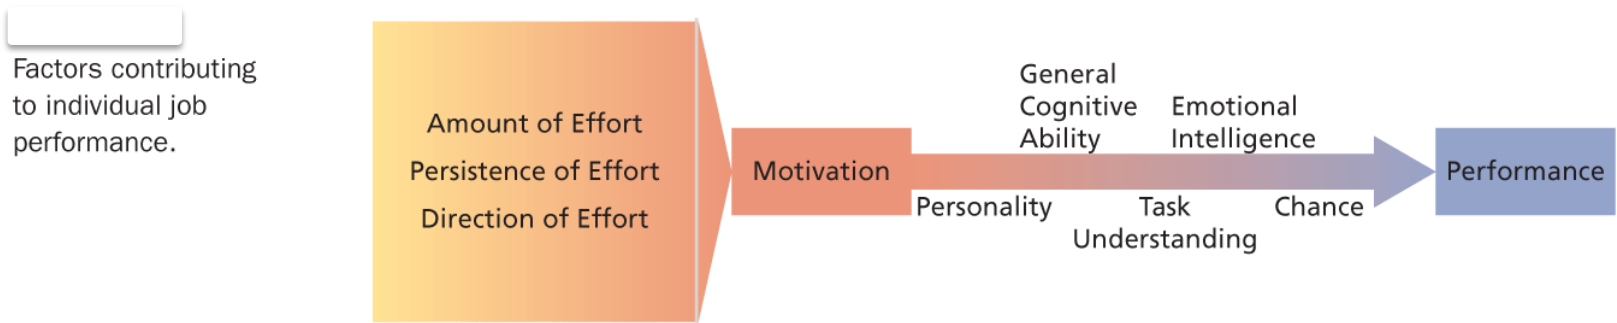 Factors contributing
to individual job
performance.
Amount of Effort
Persistence of Effort
Direction of Effort
Motivation
General
Cognitive
Ability
Emotional
Intelligence
Personality
Task
Understanding
Chance
Performance